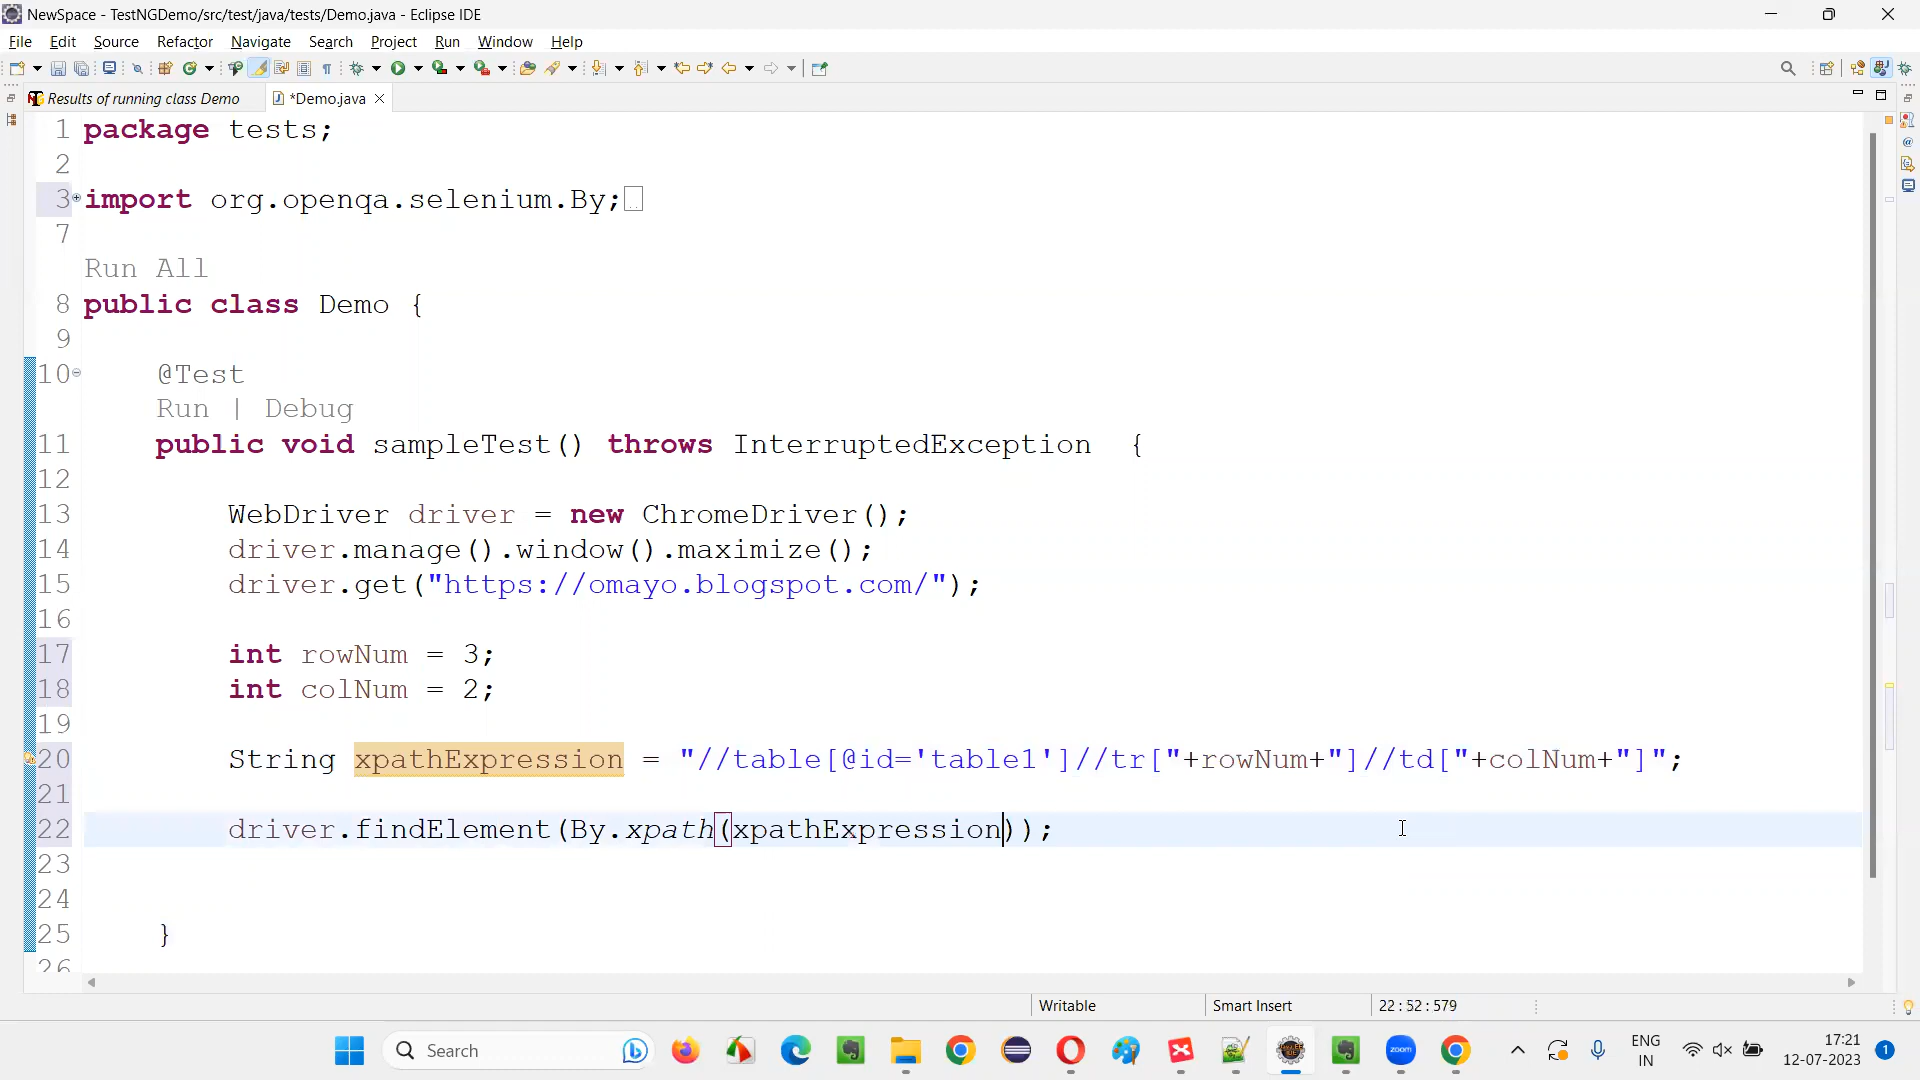 NewSpace - TestNGDemo/src/test/java/tests/Demo.java - Eclipse IDE
File Edit Source Refactor Navigate Search Project Run Window Help
Results of running class Demo *Demo.java
1 package tests;
2
3 import org.openqa.selenium.By;
7
Run All
8 public class Demo {
9
10 @Test
Run | Debug
11 public void sampleTest() throws InterruptedException {
12
13 WebDriver driver = new ChromeDriver();
14 driver.manage().window().maximize();
15 driver.get("https://omayo.blogspot.com/");
16
17 int rowNum = 3;
18 int colNum = 2;
19
20 String xpathExpression = "//table[@id='table1']//tr["+rowNum+"]//td["+colNum+"]";
21
22 driver.findElement(By.xpath(xpathExpression));
23
24
25 }
26
Writable Smart Insert 22 : 52 : 579
Search zoom ENG IN 17:21 12-07-2023 1